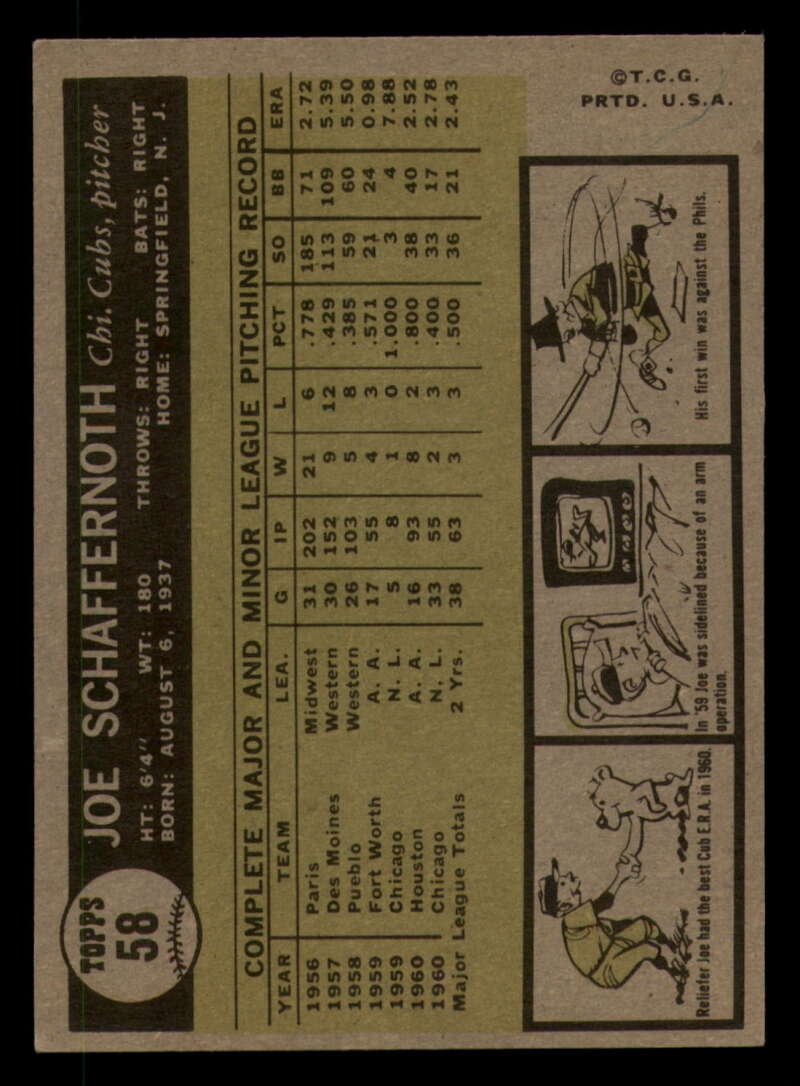 TOPPS
58
JOE SCHAFFERNOTH Chi. Cubs, pitcher
HT: 6'4" WT: 180 THROWS: RIGHT BATS: RIGHT
BORN: AUGUST 6, 1937 HOME: SPRINGFIELD, N. J.
COMPLETE MAJOR AND MINOR LEAGUE PITCHING RECORD
YEAR TEAM LEA. G IP W L PCT SO BB ERA
1956 Paris Midwest 31 202 21 6 .778 185 71 2.72
1957 Des Moines Western 30 152 9 12 .429 113 109 5.39
1958 Pueblo Western 26 103 5 8 .385 59 60 5.50
1959 Fort Worth A. A. 17 55 4 3 .571 21 24 0.98
1959 Chicago N. L. 5 8 1 0 1.000 3 4 7.88
1960 Houston A. A. 16 93 8 2 .800 38 40 2.52
1960 Chicago N. L. 33 55 2 3 .400 33 17 2.78
Major League Totals 2 Yrs. 38 63 3 3 .500 36 21 2.43
Reliefer Joe had the best Cub E.R.A. in 1960.
In '59 Joe was sidelined because of an arm
operation.
His first win was against the Phils.
©T.C.G.
PRTD. U.S.A.